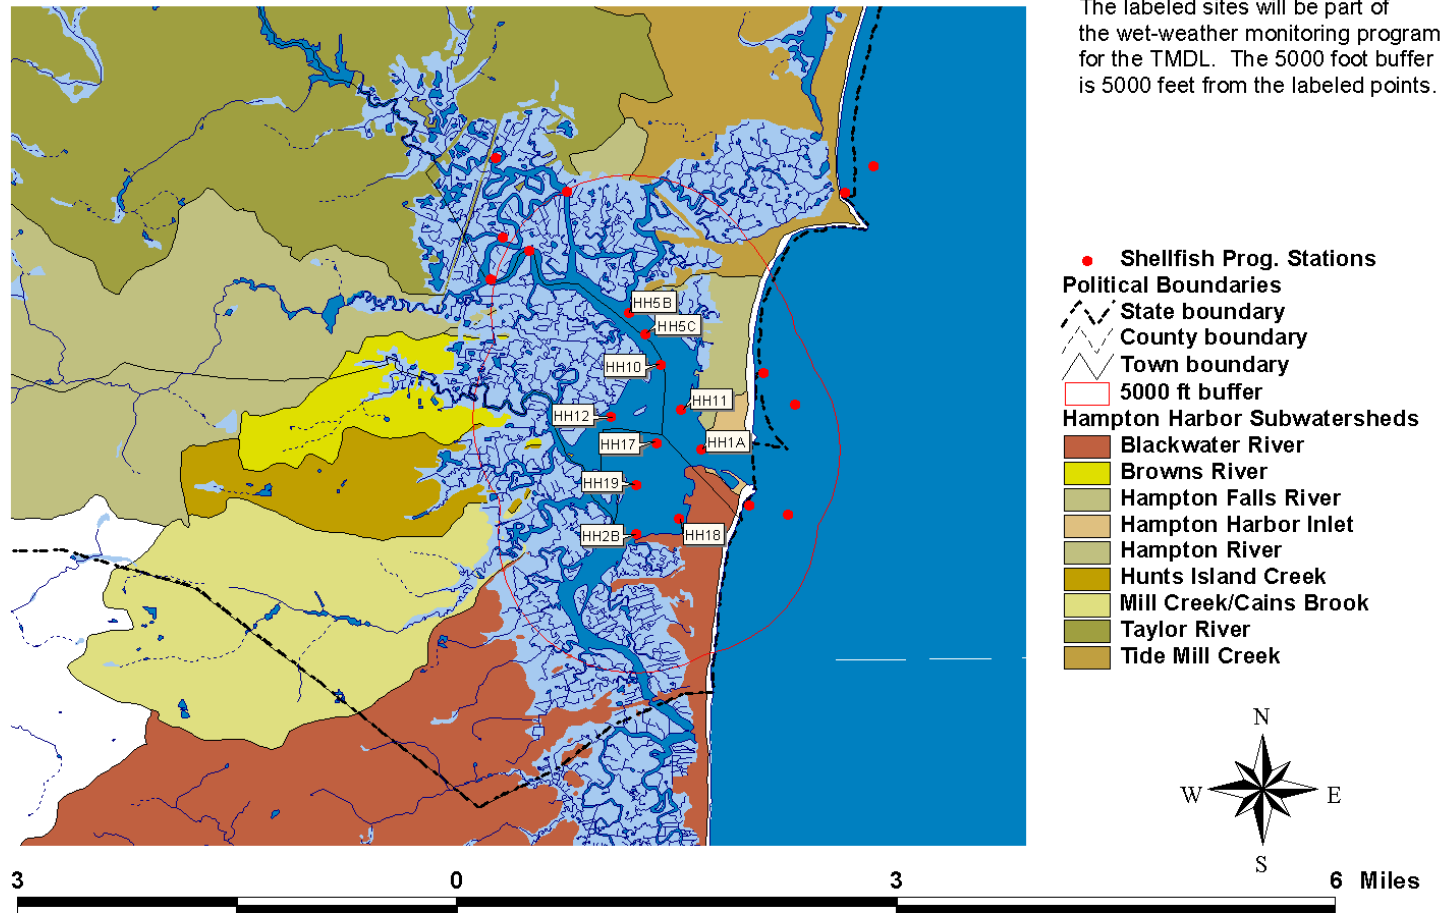 The labeled sites will be part of
the wet-weather monitoring program
for the TMDL. The 5000 foot buffer
is 5000 feet from the labeled points.
HH5B
HH5C
HH10
HH11
HH12
HH17
HH1A
HH19
HH2B
HH18
Shellfish Prog. Stations
Political Boundaries
State boundary
County boundary
Town boundary
5000 ft buffer
Hampton Harbor Subwatersheds
Blackwater River
Browns River
Hampton Falls River
Hampton Harbor Inlet
Hampton River
Hunts Island Creek
Mill Creek/Cains Brook
Taylor River
Tide Mill Creek
N
W E
S
3 0 3 6 Miles